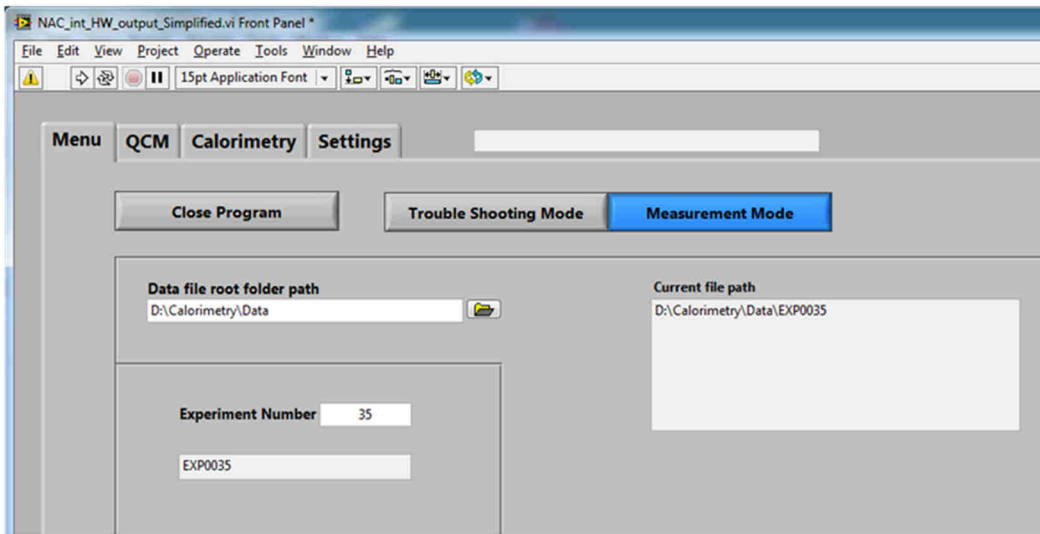 NAC_int_HW_output_Simplified.vi Front Panel *
File Edit View Project Operate Tools Window Help
15pt Application Font
Menu QCM Calorimetry Settings
Close Program Trouble Shooting Mode Measurement Mode
Data file root folder path
D:\Calorimetry\Data
Current file path
D:\Calorimetry\Data\EXP0035
Experiment Number 35
EXP0035